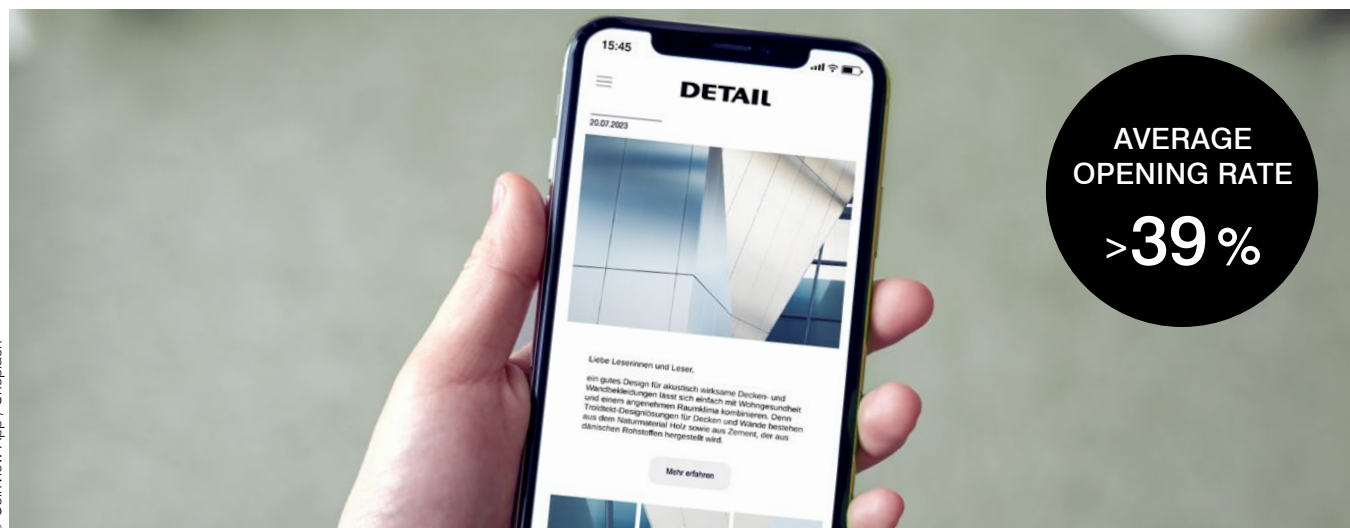 15:45
DETAIL
20.07.2023
Liebe Leserinnen und Leser,
ein gutes Design für akustisch wirksame Decken- und
Wandbekleidungen lässt sich einfach mit Wohngesundheit
und einem angenehmen Raumklima kombinieren. Denn
Troldtekt-Designlösungen für Decken und Wände bestehen
aus dem Naturmaterial Holz sowie aus Zement, der aus
dänischen Rohstoffen hergestellt wird.
Mehr erfahren
AVERAGE
OPENING RATE
>39 %